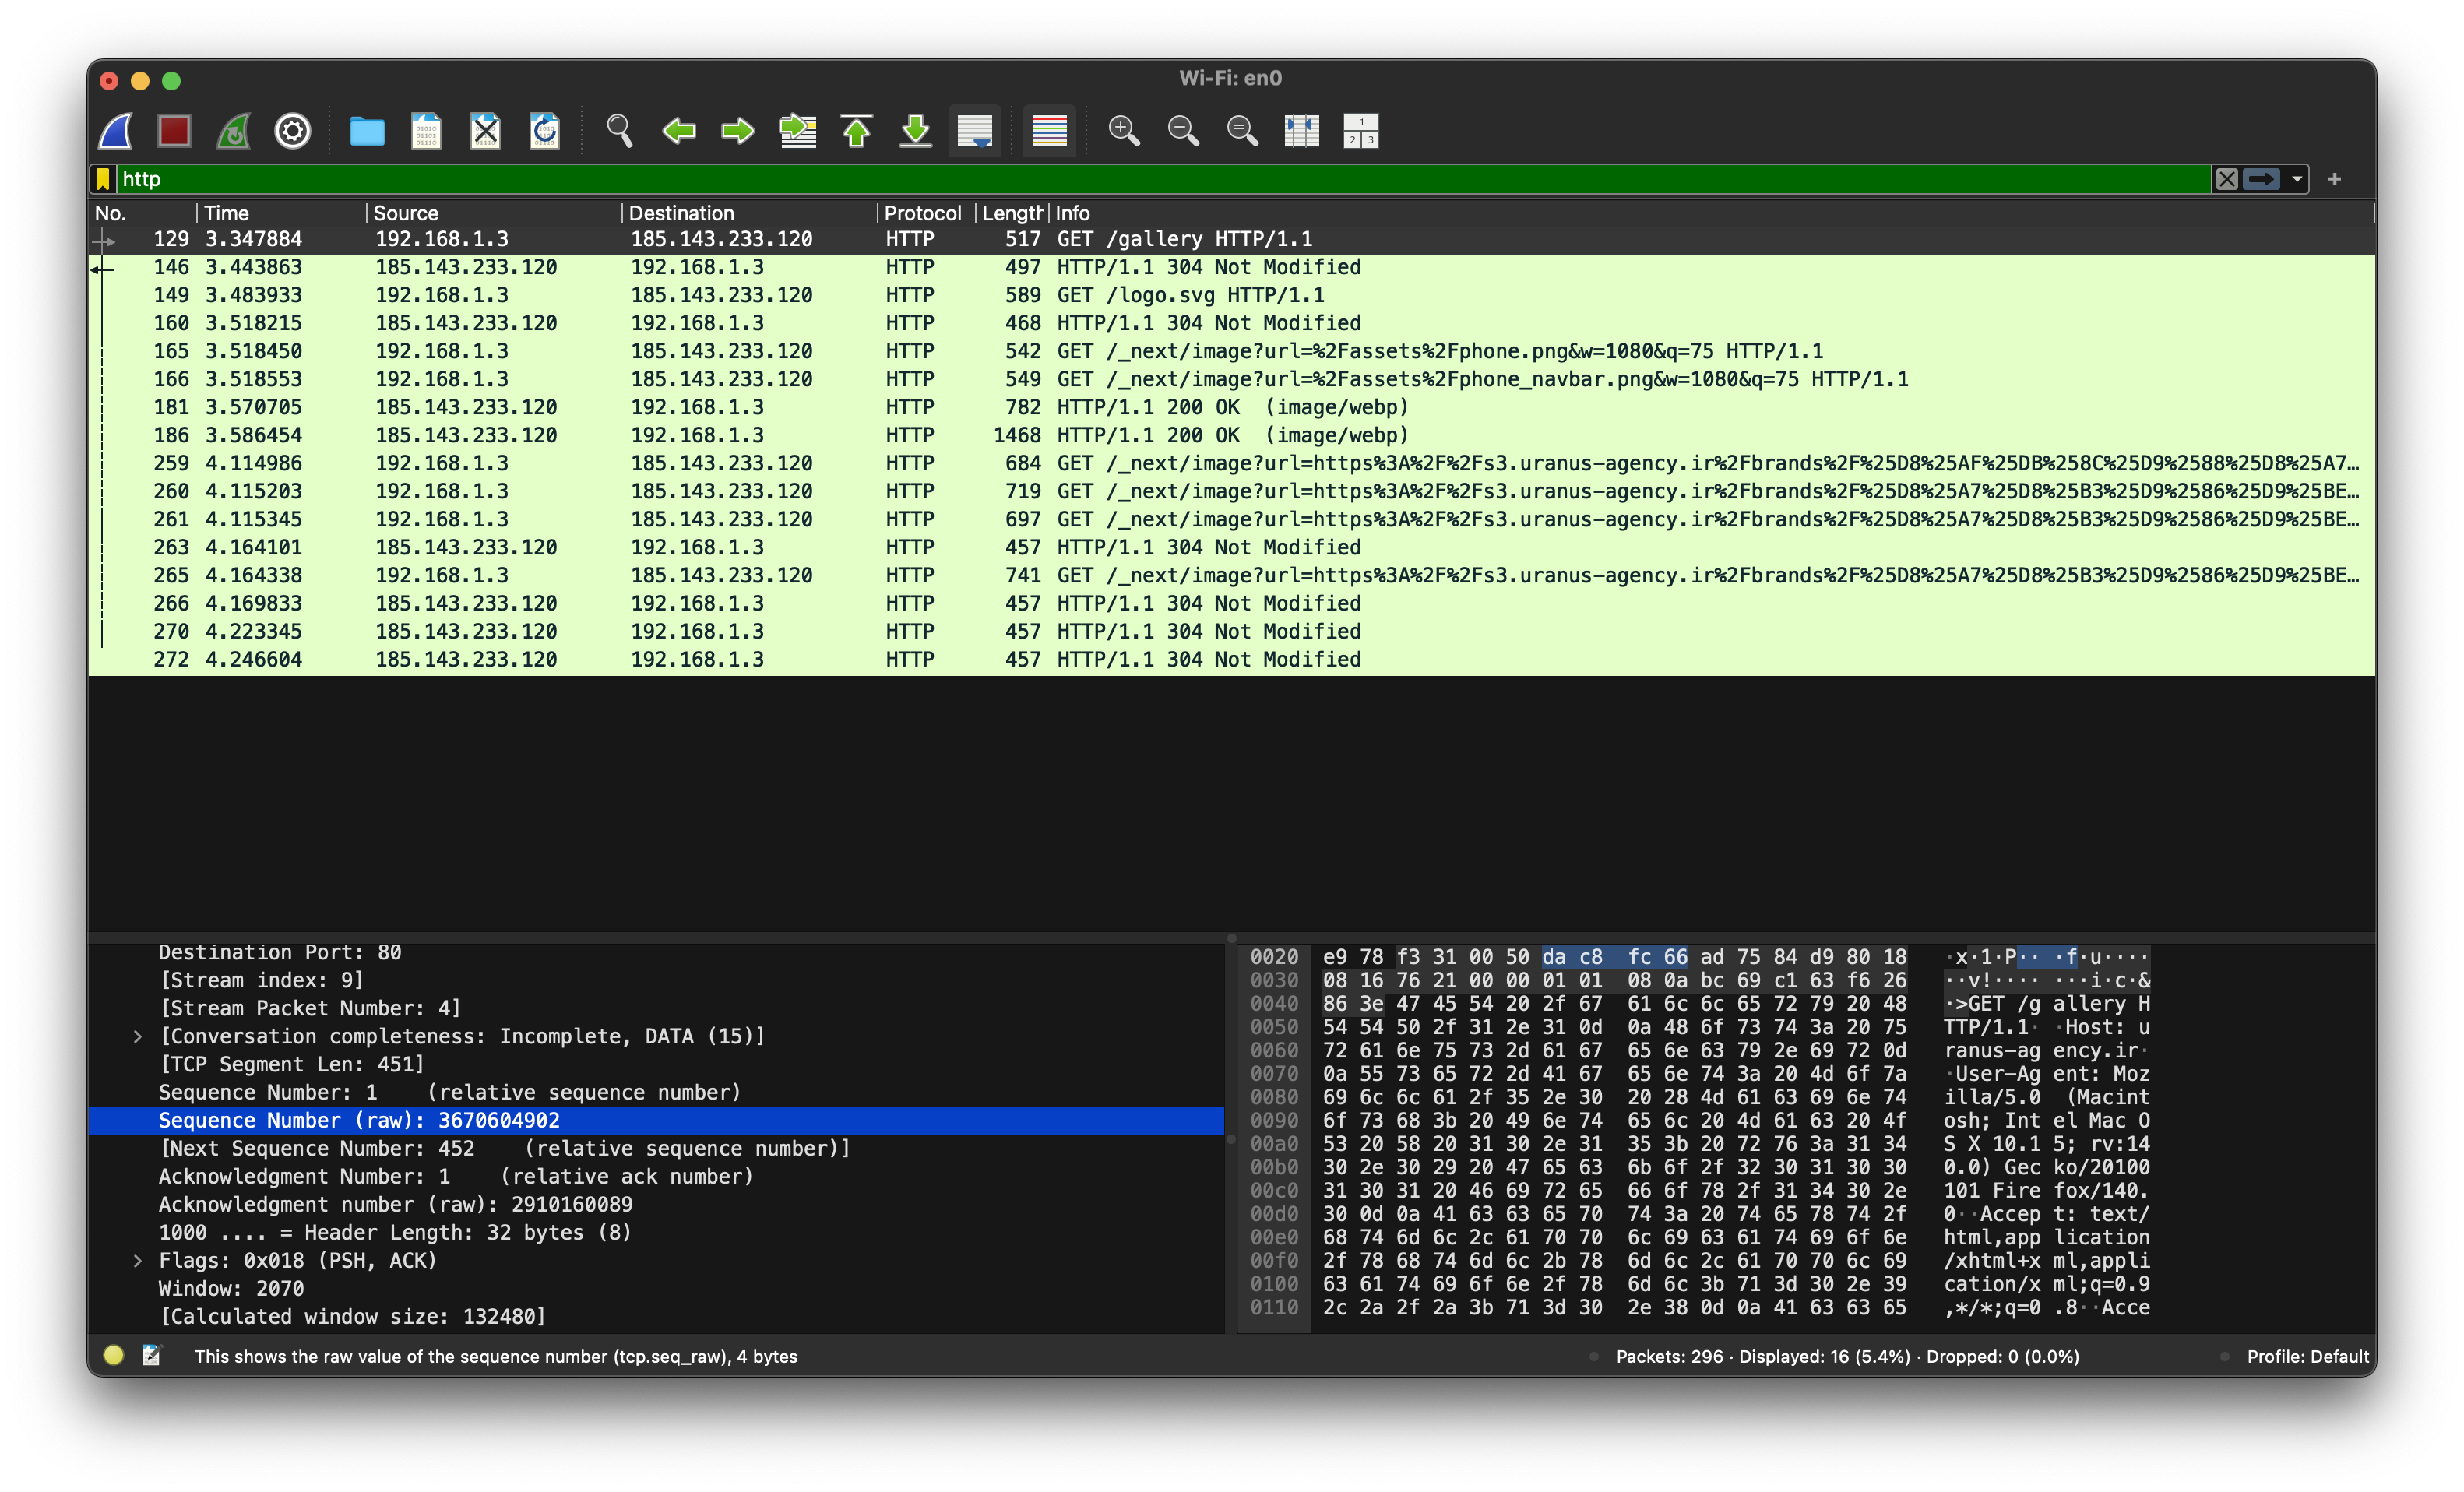 Wi-Fi: en0
http
No. Time Source Destination Protocol Length Info
129 3.347884 192.168.1.3 185.143.233.120 HTTP 517 GET /gallery HTTP/1.1
146 3.443863 185.143.233.120 192.168.1.3 HTTP 497 HTTP/1.1 304 Not Modified
149 3.483933 192.168.1.3 185.143.233.120 HTTP 589 GET /logo.svg HTTP/1.1
160 3.518215 185.143.233.120 192.168.1.3 HTTP 468 HTTP/1.1 304 Not Modified
165 3.518450 192.168.1.3 185.143.233.120 HTTP 542 GET /_next/image?url=%2Fassets%2Fphone.png&w=1080&q=75 HTTP/1.1
166 3.518553 192.168.1.3 185.143.233.120 HTTP 549 GET /_next/image?url=%2Fassets%2Fphone_navbar.png&w=1080&q=75 HTTP/1.1
181 3.570705 185.143.233.120 192.168.1.3 HTTP 782 HTTP/1.1 200 OK (image/webp)
186 3.586454 185.143.233.120 192.168.1.3 HTTP 1468 HTTP/1.1 200 OK (image/webp)
259 4.114986 192.168.1.3 185.143.233.120 HTTP 684 GET /_next/image?url=https%3A%2F%2Fs3.uranus-agency.ir%2Fbrands%2F%25D8%25AF%25DB%258C%25D9%2588%25D8%25A7…
260 4.115203 192.168.1.3 185.143.233.120 HTTP 719 GET /_next/image?url=https%3A%2F%2Fs3.uranus-agency.ir%2Fbrands%2F%25D8%25A7%25D8%25B3%25D9%2586%25D9%25BE…
261 4.115345 192.168.1.3 185.143.233.120 HTTP 697 GET /_next/image?url=https%3A%2F%2Fs3.uranus-agency.ir%2Fbrands%2F%25D8%25A7%25D8%25B3%25D9%2586%25D9%25BE…
263 4.164101 185.143.233.120 192.168.1.3 HTTP 457 HTTP/1.1 304 Not Modified
265 4.164338 192.168.1.3 185.143.233.120 HTTP 741 GET /_next/image?url=https%3A%2F%2Fs3.uranus-agency.ir%2Fbrands%2F%25D8%25A7%25D8%25B3%25D9%2586%25D9%25BE…
266 4.169833 185.143.233.120 192.168.1.3 HTTP 457 HTTP/1.1 304 Not Modified
270 4.223345 185.143.233.120 192.168.1.3 HTTP 457 HTTP/1.1 304 Not Modified
272 4.246604 185.143.233.120 192.168.1.3 HTTP 457 HTTP/1.1 304 Not Modified
Destination Port: 80
[Stream index: 9]
[Stream Packet Number: 4]
[Conversation completeness: Incomplete, DATA (15)]
[TCP Segment Len: 451]
Sequence Number: 1 (relative sequence number)
Sequence Number (raw): 3670604902
[Next Sequence Number: 452 (relative sequence number)]
Acknowledgment Number: 1 (relative ack number)
Acknowledgment number (raw): 2910160089
1000 .... = Header Length: 32 bytes (8)
Flags: 0x018 (PSH, ACK)
Window: 2070
[Calculated window size: 132480]
0020 e9 78 f3 31 00 50 da c8 fc 66 ad 75 84 d9 80 18 ·x·1·P·· ·f·u····
0030 08 16 76 21 00 00 01 01 08 0a bc 69 c1 63 f6 26 ··v!···· ···i·c·&
0040 86 3e 47 45 54 20 2f 67 61 6c 6c 65 72 79 20 48 ·>GET /g allery H
0050 54 54 50 2f 31 2e 31 0d 0a 48 6f 73 74 3a 20 75 TTP/1.1· ·Host: u
0060 72 61 6e 75 73 2d 61 67 65 6e 63 79 2e 69 72 0d ranus-ag ency.ir·
0070 0a 55 73 65 72 2d 41 67 65 6e 74 3a 20 4d 6f 7a ·User-Ag ent: Moz
0080 69 6c 6c 61 2f 35 2e 30 20 28 4d 61 63 69 6e 74 illa/5.0 (Macint
0090 6f 73 68 3b 20 49 6e 74 65 6c 20 4d 61 63 20 4f osh; Int el Mac O
00a0 53 20 58 20 31 30 2e 31 35 3b 20 72 76 3a 31 34 S X 10.1 5; rv:14
00b0 30 2e 30 29 20 47 65 63 6b 6f 2f 32 30 31 30 30 0.0) Gec ko/20100
00c0 31 30 31 20 46 69 72 65 66 6f 78 2f 31 34 30 2e 101 Fire fox/140.
00d0 30 0d 0a 41 63 63 65 70 74 3a 20 74 65 78 74 2f 0··Accep t: text/
00e0 68 74 6d 6c 2c 61 70 70 6c 69 63 61 74 69 6f 6e html,app lication
00f0 2f 78 68 74 6d 6c 2b 78 6d 6c 2c 61 70 70 6c 69 /xhtml+x ml,appli
0100 63 61 74 69 6f 6e 2f 78 6d 6c 3b 71 3d 30 2e 39 cation/x ml;q=0.9
0110 2c 2a 2f 2a 3b 71 3d 30 2e 38 0d 0a 41 63 63 65 ,*/*;q=0 .8··Acce
This shows the raw value of the sequence number (tcp.seq_raw), 4 bytes
Packets: 296 · Displayed: 16 (5.4%) · Dropped: 0 (0.0%)
Profile: Default